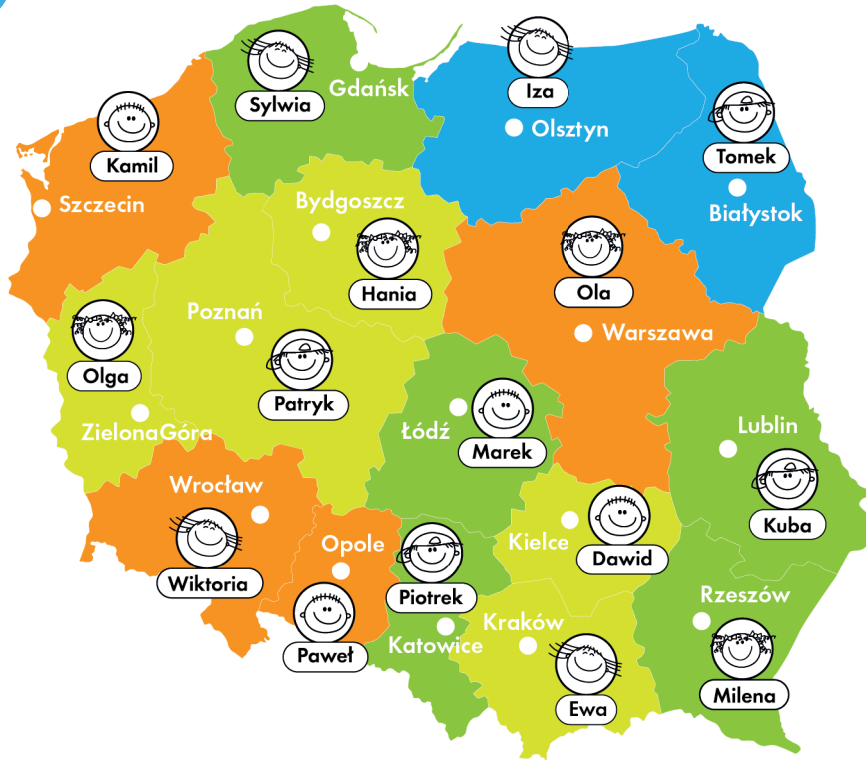 Iza
Gdańsk
Sylwia
Olsztyn
Tomek
Kamil
Szczecin
Bydgoszcz
Białystok
Hania
Ola
Poznań
Warszawa
Olga
Patryk
ZielonaGóra
Łódź
Marek
Lublin
Wrocław
Kuba
Opole
Kielce
Dawid
Wiktoria
Piotrek
Rzeszów
Kraków
Katowice
Paweł
Milena
Ewa